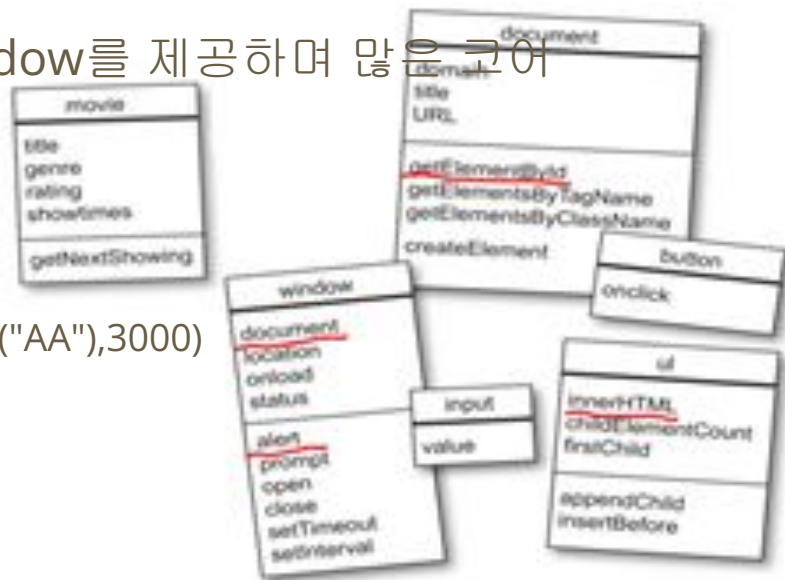 dow를 제공하며 많은 코어
movie
title
genre
rating
showtimes
getNextShowing
("AA"),3000)
document
domain
title
URL
getElementById
getElementsByTagName
getElementsByClassName
createElement
button
onclick
window
document
location
onload
status
alert
prompt
open
close
setTimeout
setInterval
input
value
ul
innerHTML
childElementCount
firstChild
appendChild
insertBefore